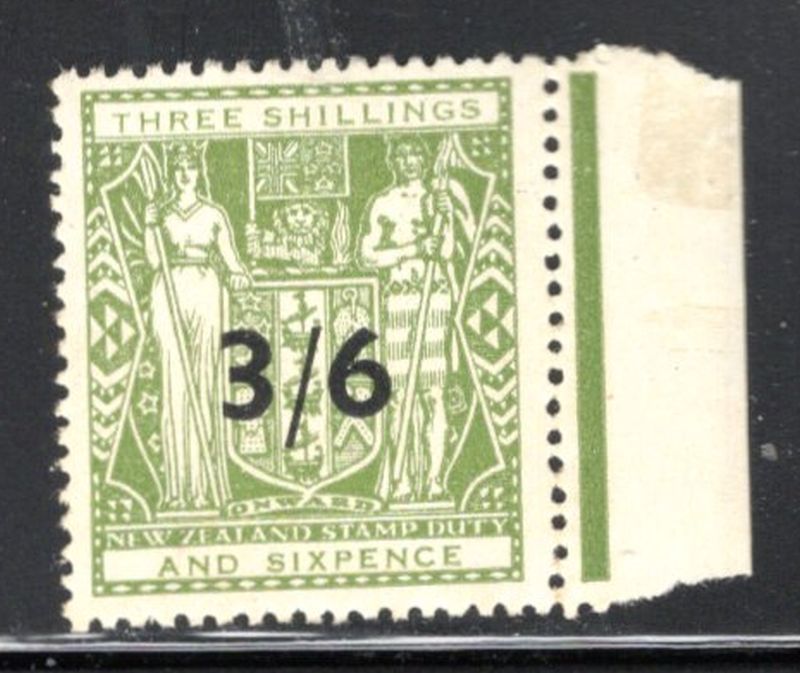 THREE SHILLINGS
3/6
ONWARD
NEW ZEALAND STAMP DUTY
AND SIXPENCE